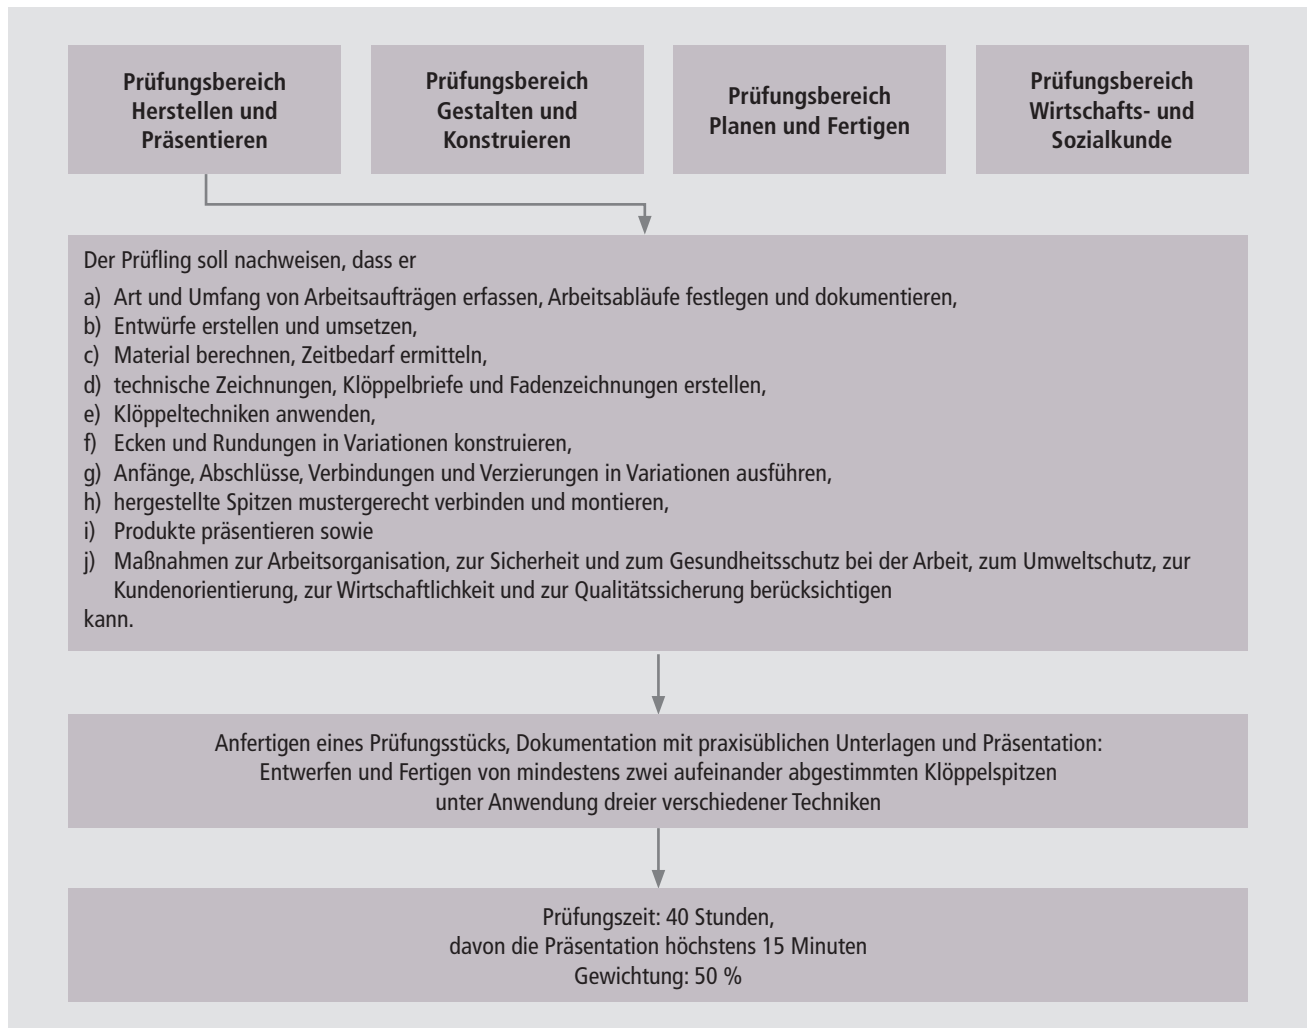 Prüfungsbereich
Herstellen und
Präsentieren
Prüfungsbereich
Gestalten und
Konstruieren
Prüfungsbereich
Planen und Fertigen
Prüfungsbereich
Wirtschafts- und
Sozialkunde
Der Prüfling soll nachweisen, dass er
a) Art und Umfang von Arbeitsaufträgen erfassen, Arbeitsabläufe festlegen und dokumentieren,
b) Entwürfe erstellen und umsetzen,
c) Material berechnen, Zeitbedarf ermitteln,
d) technische Zeichnungen, Klöppelbriefe und Fadenzeichnungen erstellen,
e) Klöppeltechniken anwenden,
f) Ecken und Rundungen in Variationen konstruieren,
g) Anfänge, Abschlüsse, Verbindungen und Verzierungen in Variationen ausführen,
h) hergestellte Spitzen mustergerecht verbinden und montieren,
i) Produkte präsentieren sowie
j) Maßnahmen zur Arbeitsorganisation, zur Sicherheit und zum Gesundheitsschutz bei der Arbeit, zum Umweltschutz, zur
Kundenorientierung, zur Wirtschaftlichkeit und zur Qualitätssicherung berücksichtigen
kann.
Anfertigen eines Prüfungsstücks, Dokumentation mit praxisüblichen Unterlagen und Präsentation:
Entwerfen und Fertigen von mindestens zwei aufeinander abgestimmten Klöppelspitzen
unter Anwendung dreier verschiedener Techniken
Prüfungszeit: 40 Stunden,
davon die Präsentation höchstens 15 Minuten
Gewichtung: 50 %